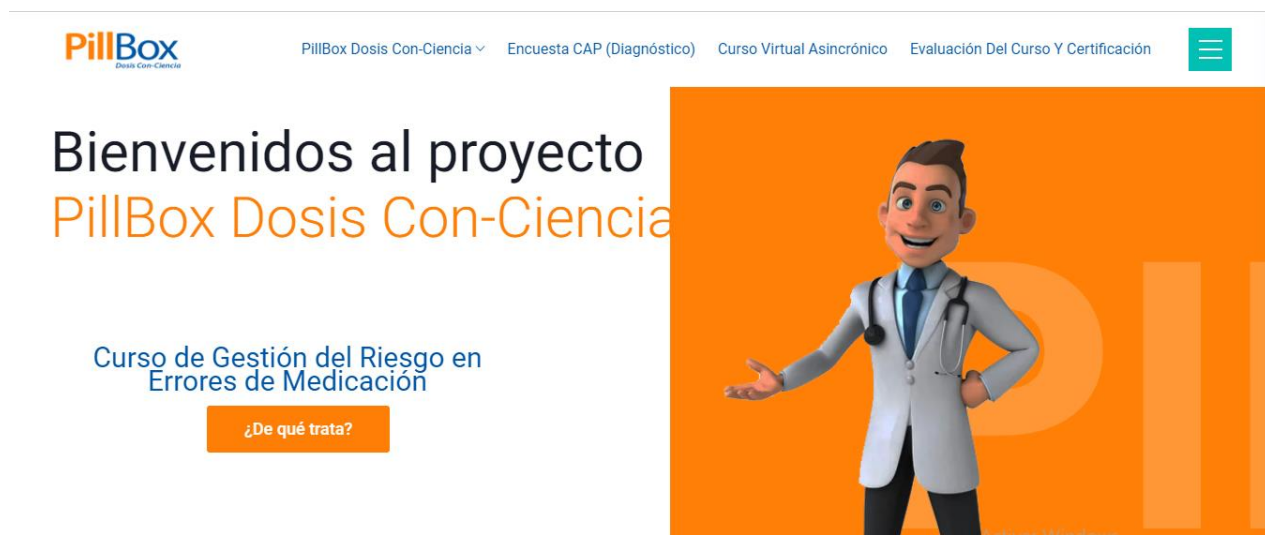 PillBox
Dosis Con-Ciencia
PillBox Dosis Con-Ciencia
Encuesta CAP (Diagnóstico)
Curso Virtual Asincrónico
Evaluación Del Curso Y Certificación
Bienvenidos al proyecto
PillBox Dosis Con-Ciencia
Curso de Gestión del Riesgo en
Errores de Medicación
¿De qué trata?
PI